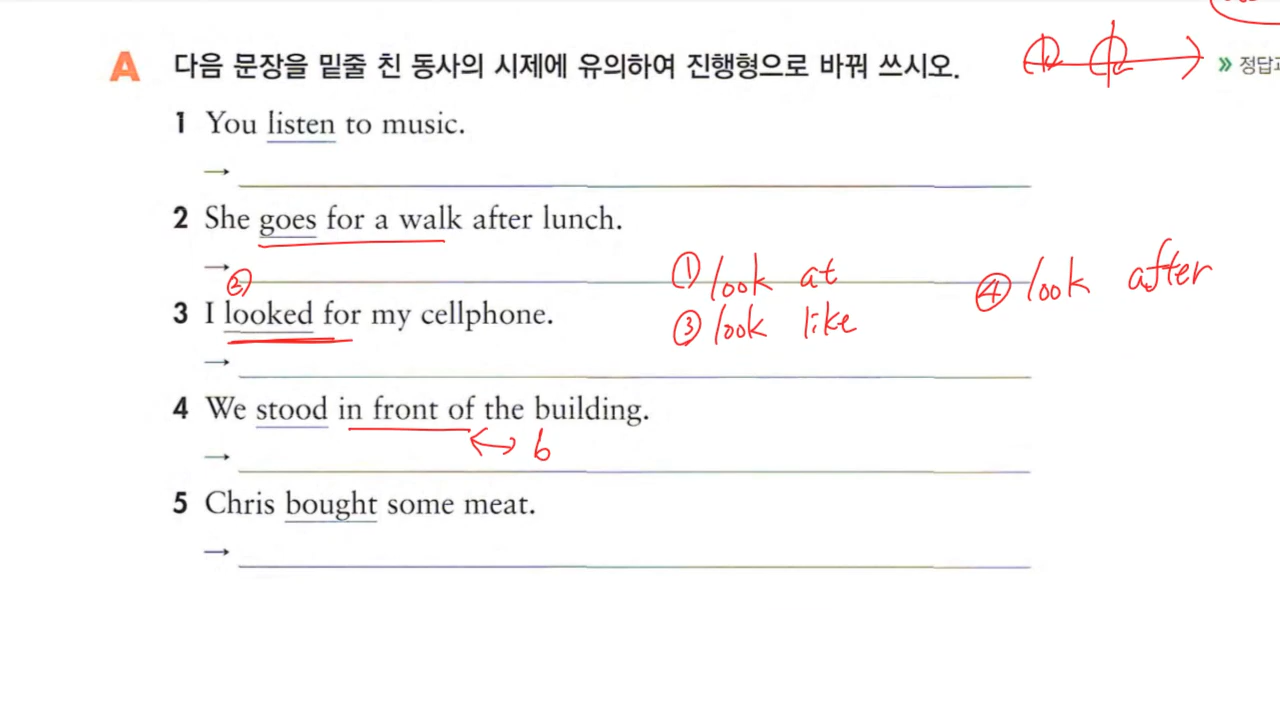 A 다음 문장을 밑줄 친 동사의 시제에 유의하여 진행형으로 바꿔 쓰시오.
» 정답과
1 You listen to music.
→
2 She goes for a walk after lunch.
→
① look at
④ look after
②
3 I looked for my cellphone.
③ look like
→
4 We stood in front of the building.
↔ b
→
5 Chris bought some meat.
→